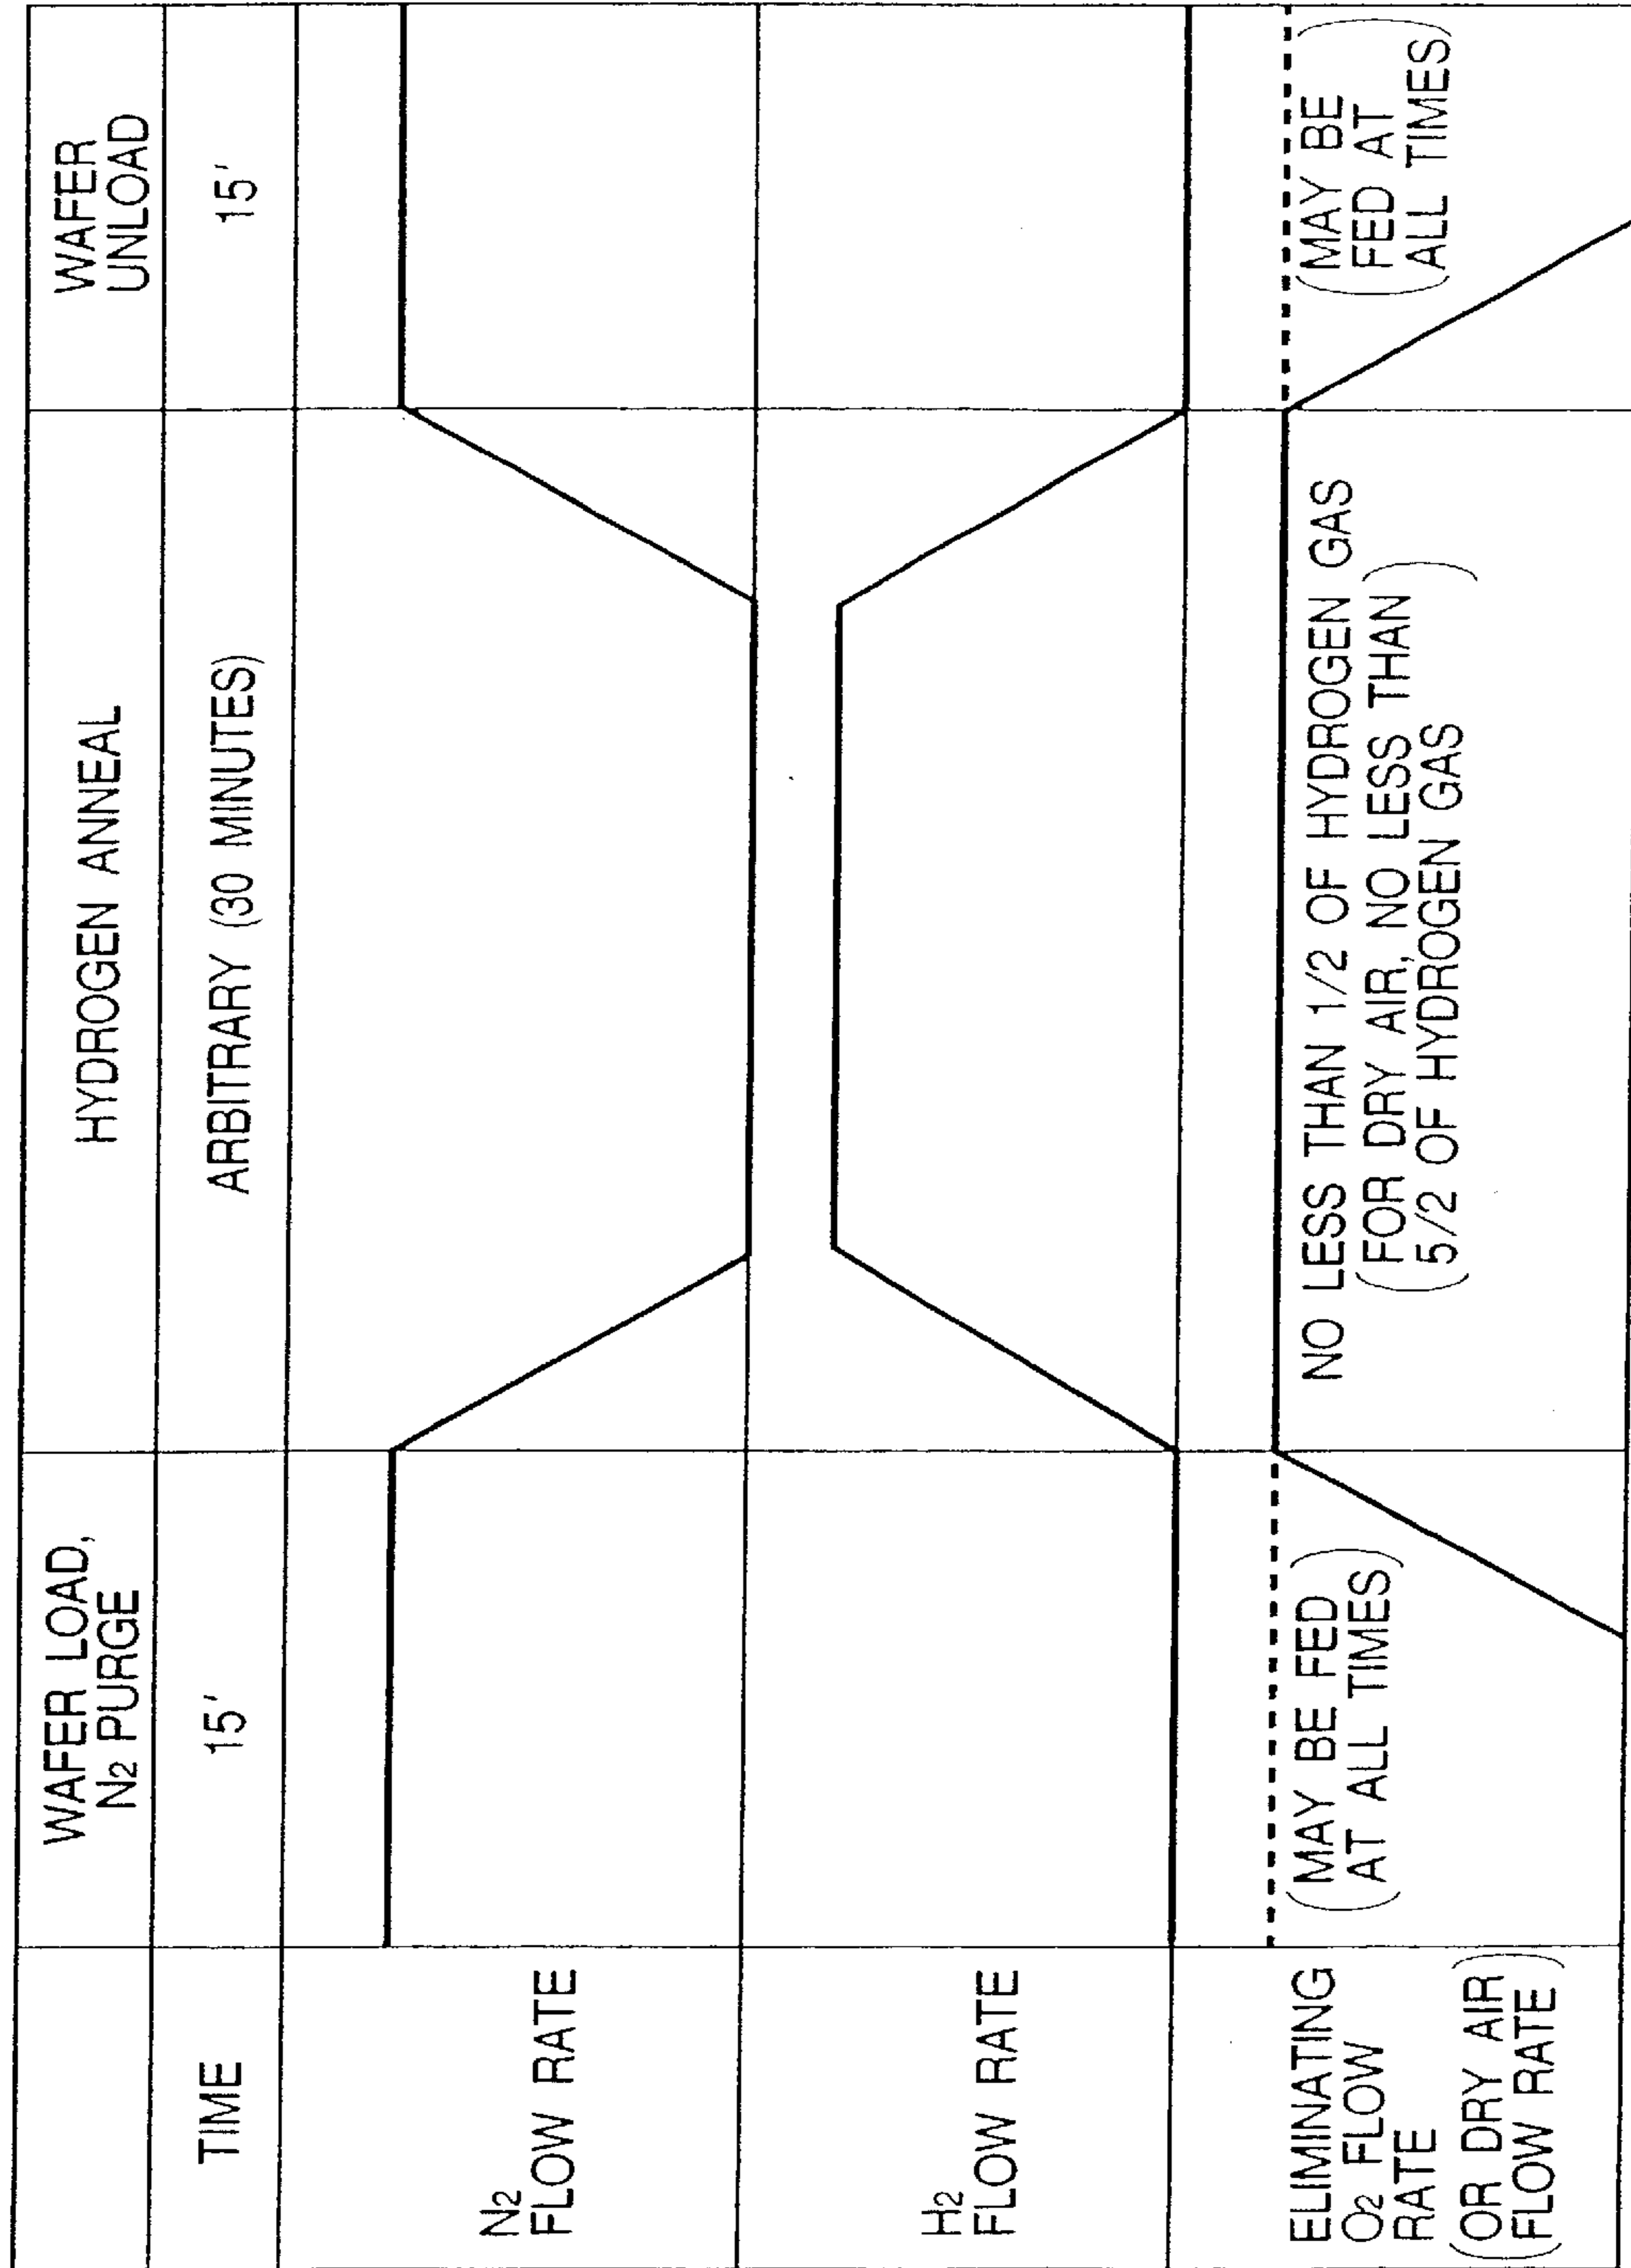 WAFER LOAD,
N2 PURGE
HYDROGEN ANNEAL
WAFER
UNLOAD
TIME
15'
ARBITRARY (30 MINUTES)
15'
N2
FLOW RATE
H2
FLOW RATE
ELIMINATING
O2 FLOW
RATE
(OR DRY AIR
FLOW RATE)
(MAY BE FED
AT ALL TIMES)
NO LESS THAN 1/2 OF HYDROGEN GAS
(FOR DRY AIR, NO LESS THAN
5/2 OF HYDROGEN GAS)
(MAY BE
FED AT
ALL TIMES)